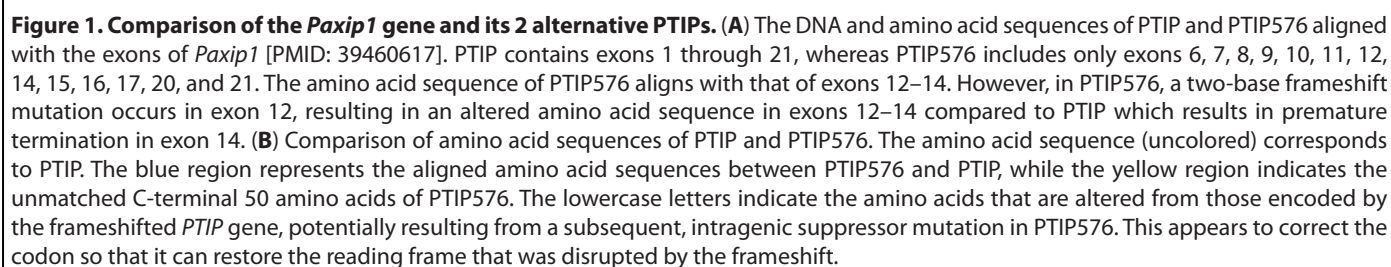 Figure 1. Comparison of the Paxip1 gene and its 2 alternative PTIPs. (A) The DNA and amino acid sequences of PTIP and PTIP576 aligned
with the exons of Paxip1 [PMID: 39460617]. PTIP contains exons 1 through 21, whereas PTIP576 includes only exons 6, 7, 8, 9, 10, 11, 12,
14, 15, 16, 17, 20, and 21. The amino acid sequence of PTIP576 aligns with that of exons 12–14. However, in PTIP576, a two-base frameshift
mutation occurs in exon 12, resulting in an altered amino acid sequence in exons 12–14 compared to PTIP which results in premature
termination in exon 14. (B) Comparison of amino acid sequences of PTIP and PTIP576. The amino acid sequence (uncolored) corresponds
to PTIP. The blue region represents the aligned amino acid sequences between PTIP576 and PTIP, while the yellow region indicates the
unmatched C-terminal 50 amino acids of PTIP576. The lowercase letters indicate the amino acids that are altered from those encoded by
the frameshifted PTIP gene, potentially resulting from a subsequent, intragenic suppressor mutation in PTIP576. This appears to correct the
codon so that it can restore the reading frame that was disrupted by the frameshift.